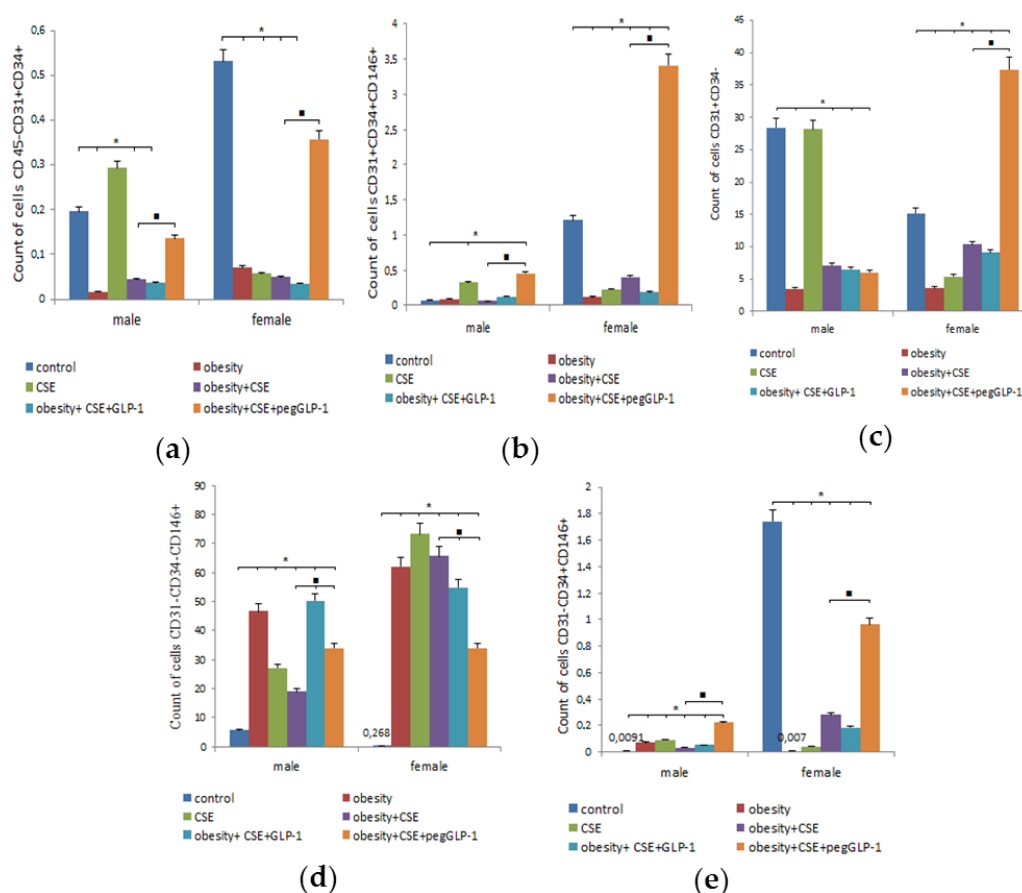 Count of cells CD 45-CD31+CD34+
0,6
0,5
0,4
0,3
0,2
0,1
0
*
■
*
■
male
female
control
obesity
CSE
obesity+CSE
obesity+ CSE+GLP-1
obesity+CSE+pegGLP-1
(a)
Count of cells CD31+CD34+CD146+
4
3.5
3
2.5
2
1.5
1
0.5
0
*
■
*
■
male
female
control
obesity
CSE
obesity+CSE
obesity+ CSE+GLP-1
obesity+CSE+pegGLP-1
(b)
Count of cells CD31+CD34-
45
40
35
30
25
20
15
10
5
0
*
*
■
male
female
control
obesity
CSE
obesity+CSE
obesity+ CSE+GLP-1
obesity+CSE+pegGLP-1
(c)
Count of cells CD31-CD34-CD146+
90
80
70
60
50
40
30
20
10
0
*
■
0,268
*
■
male
female
control
obesity
CSE
obesity+CSE
obesity+ CSE+GLP-1
obesity+CSE+pegGLP-1
(d)
Count of cells CD31-CD34+CD146+
2
1.8
1.6
1.4
1.2
1
0.8
0.6
0.4
0.2
0
0,0091
*
■
0,007
*
■
male
female
control
obesity
CSE
obesity+CSE
obesity+ CSE+GLP-1
obesity+CSE+pegGLP-1
(e)